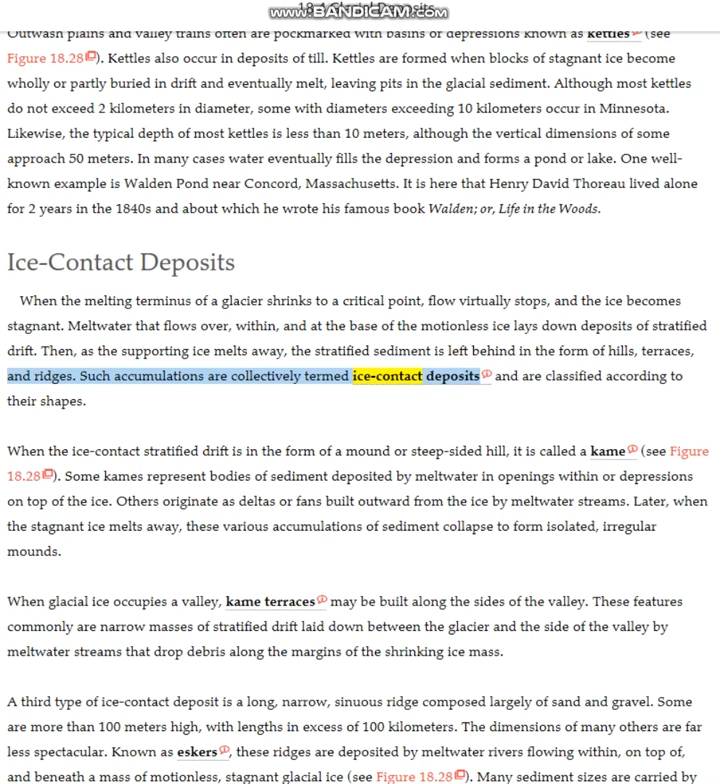 18.4 Glacial Deposits
www.BANDICAM.com
Outwash plains and valley trains often are pockmarked with basins or depressions known as kettles (see
Figure 18.28). Kettles also occur in deposits of till. Kettles are formed when blocks of stagnant ice become
wholly or partly buried in drift and eventually melt, leaving pits in the glacial sediment. Although most kettles
do not exceed 2 kilometers in diameter, some with diameters exceeding 10 kilometers occur in Minnesota.
Likewise, the typical depth of most kettles is less than 10 meters, although the vertical dimensions of some
approach 50 meters. In many cases water eventually fills the depression and forms a pond or lake. One well-
known example is Walden Pond near Concord, Massachusetts. It is here that Henry David Thoreau lived alone
for 2 years in the 1840s and about which he wrote his famous book Walden; or, Life in the Woods.
Ice-Contact Deposits
When the melting terminus of a glacier shrinks to a critical point, flow virtually stops, and the ice becomes
stagnant. Meltwater that flows over, within, and at the base of the motionless ice lays down deposits of stratified
drift. Then, as the supporting ice melts away, the stratified sediment is left behind in the form of hills, terraces,
and ridges. Such accumulations are collectively termed ice-contact deposits and are classified according to
their shapes.
When the ice-contact stratified drift is in the form of a mound or steep-sided hill, it is called a kame (see Figure
18.28). Some kames represent bodies of sediment deposited by meltwater in openings within or depressions
on top of the ice. Others originate as deltas or fans built outward from the ice by meltwater streams. Later, when
the stagnant ice melts away, these various accumulations of sediment collapse to form isolated, irregular
mounds.
When glacial ice occupies a valley, kame terraces may be built along the sides of the valley. These features
commonly are narrow masses of stratified drift laid down between the glacier and the side of the valley by
meltwater streams that drop debris along the margins of the shrinking ice mass.
A third type of ice-contact deposit is a long, narrow, sinuous ridge composed largely of sand and gravel. Some
are more than 100 meters high, with lengths in excess of 100 kilometers. The dimensions of many others are far
less spectacular. Known as eskers, these ridges are deposited by meltwater rivers flowing within, on top of,
and beneath a mass of motionless, stagnant glacial ice (see Figure 18.28). Many sediment sizes are carried by